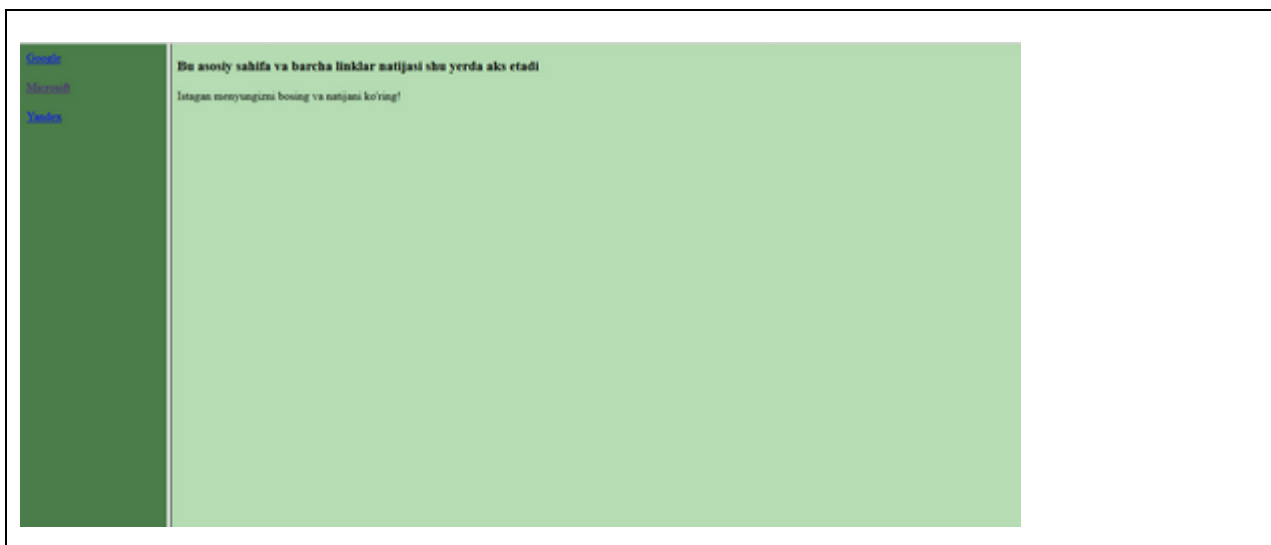 Google
Microsoft
Yandex
Bu asosiy sahifa va barcha linklar natijasi shu yerda aks etadi
Istagan menyungizni bosing va natijani ko'ring!